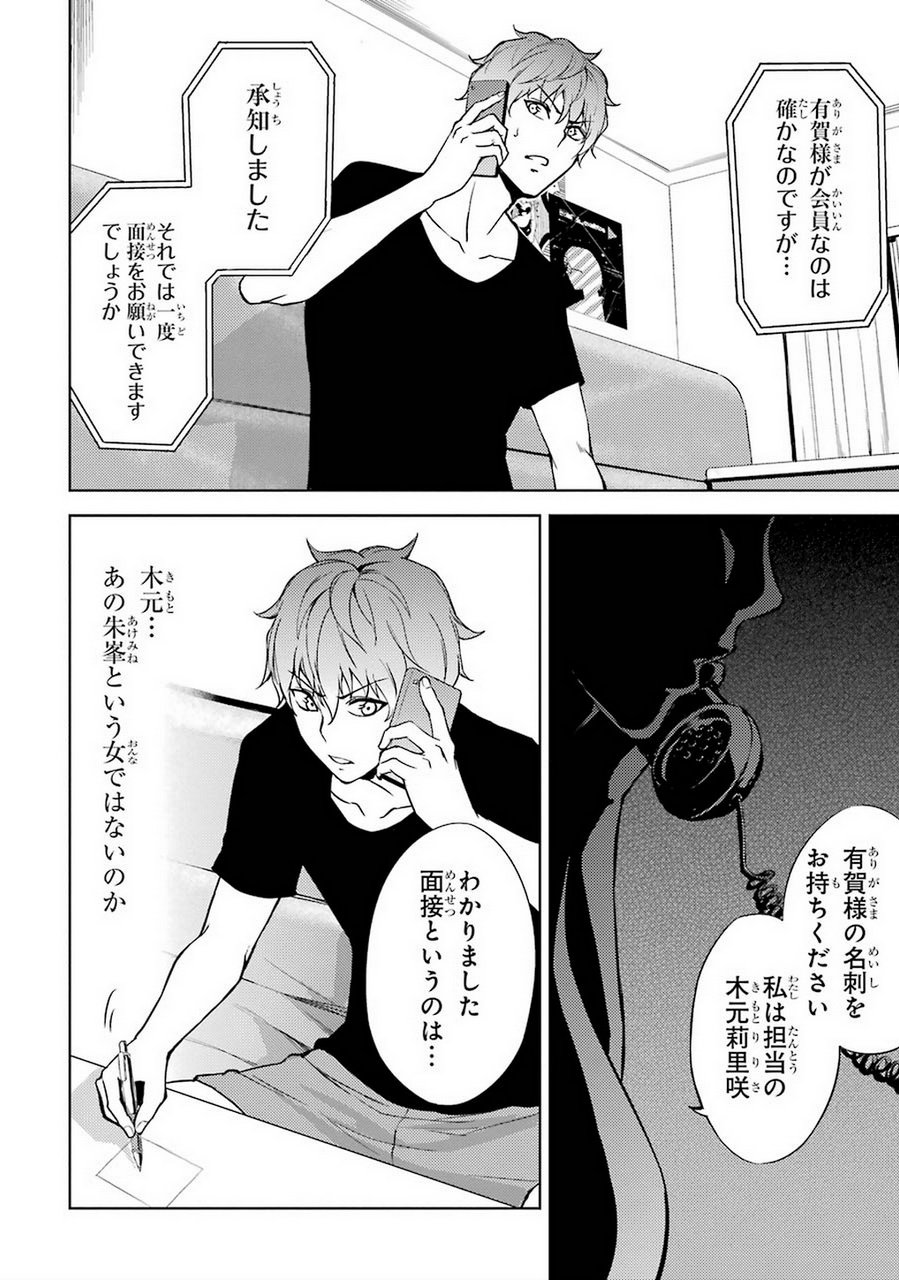 有賀様が会員なのは
確かなのですが…
承知しました
それでは一度
面接をお願いできます
でしょうか
有賀様の名刺を
お持ちください
私は担当の
木元莉里咲
わかりました
面接というのは…
木元…
あの朱峯という女ではないのか